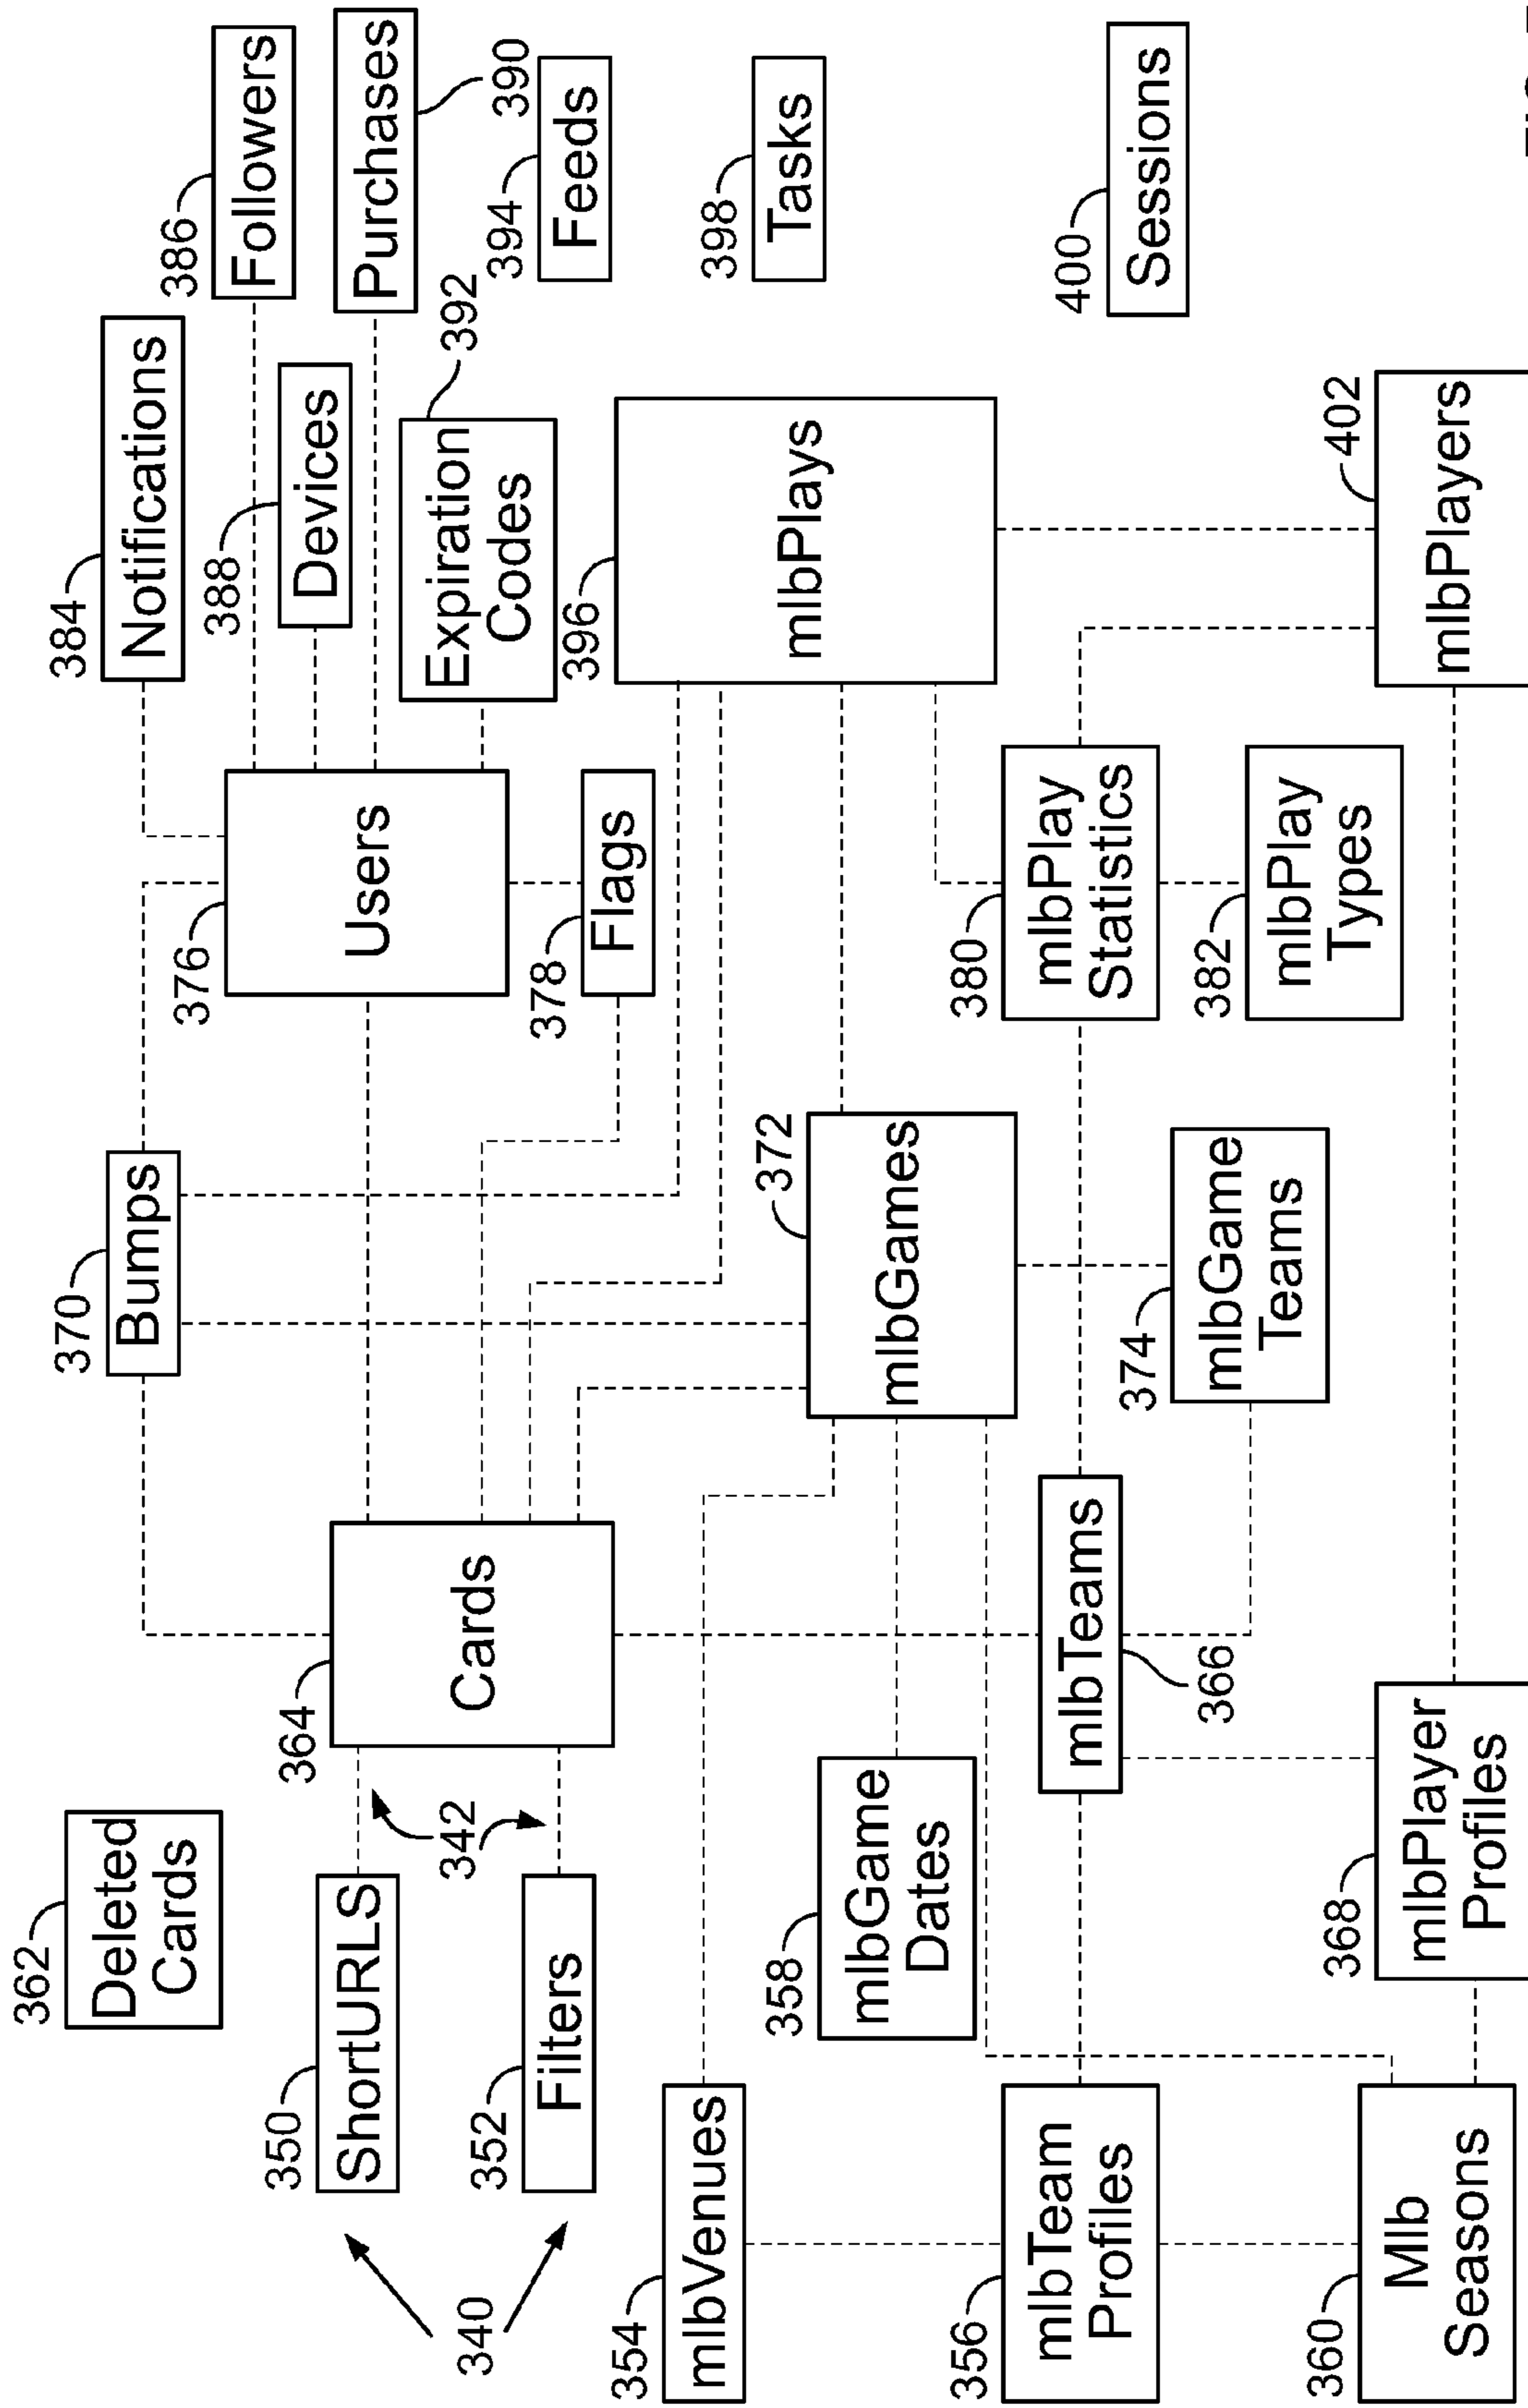 362
Deleted
Cards
370
Bumps
384
Notifications
386
Followers
350
ShortURLS
342
364
Cards
376
Users
388
Devices
Purchases
390
340
352
Filters
378
Flags
Expiration
Codes
392
394
Feeds
354
mlbVenues
358
mlbGame
Dates
372
mlbGames
396
mlbPlays
398
Tasks
356
mlbTeam
Profiles
mlbTeams
366
374
mlbGame
Teams
380
mlbPlay
Statistics
382
mlbPlay
Types
400
Sessions
360
Mlb
Seasons
368
mlbPlayer
Profiles
402
mlbPlayers